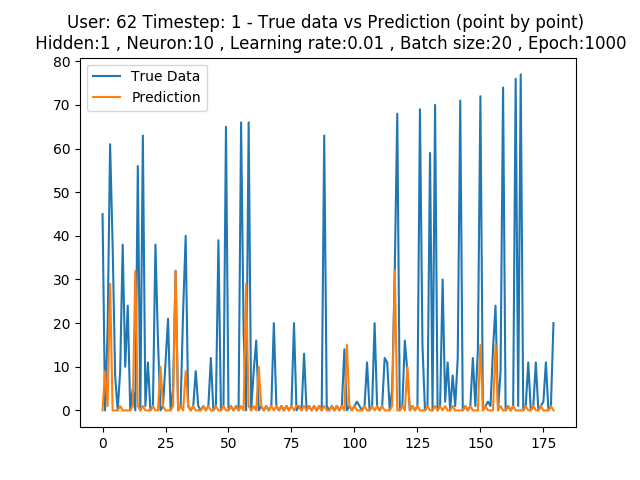 User: 62 Timestep: 1 - True data vs Prediction (point by point)
Hidden:1 , Neuron:10 , Learning rate:0.01 , Batch size:20 , Epoch:1000
True Data
Prediction
80
70
60
50
40
30
20
10
0
0 25 50 75 100 125 150 175